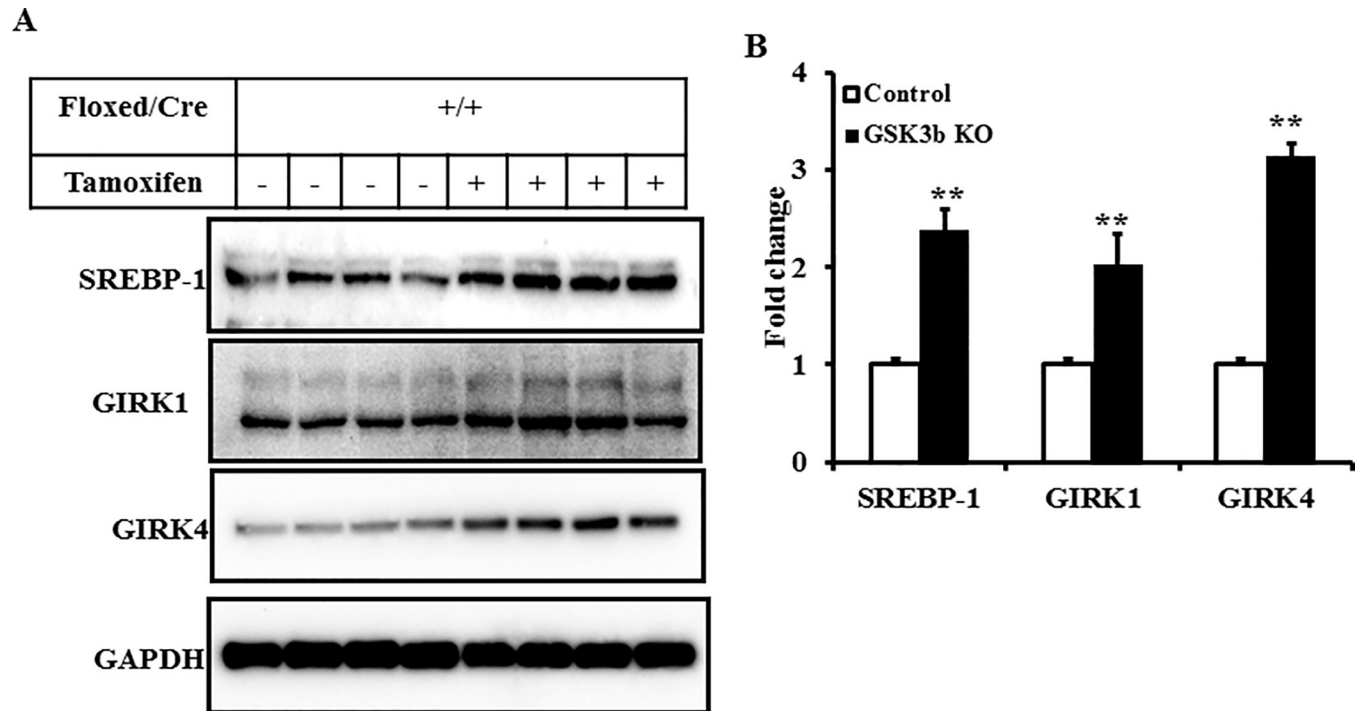 A
Floxed/Cre +/+
Tamoxifen - - - - + + + +
SREBP-1
GIRK1
GIRK4
GAPDH
B
4
Control
GSK3b KO
**
3
**
**
Fold change
2
1
0
SREBP-1 GIRK1 GIRK4